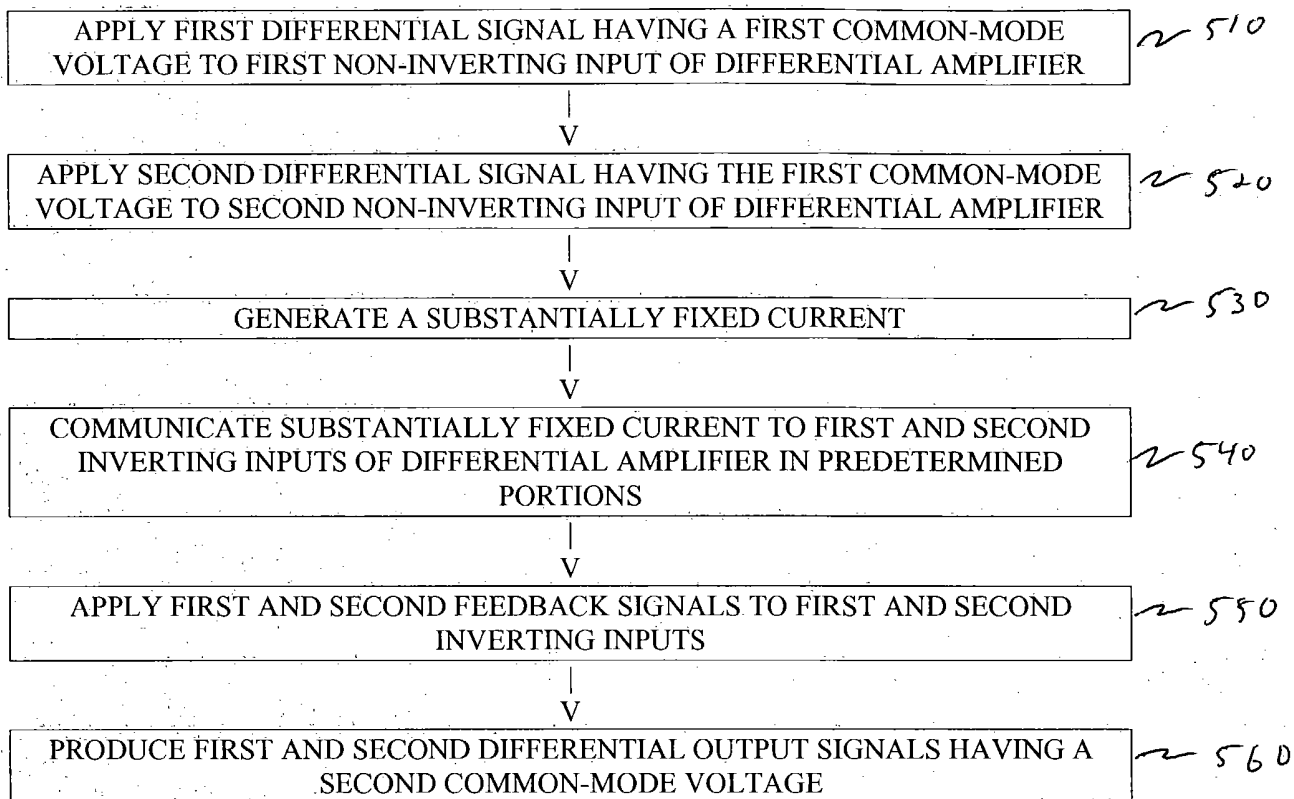 APPLY FIRST DIFFERENTIAL SIGNAL HAVING A FIRST COMMON-MODE
VOLTAGE TO FIRST NON-INVERTING INPUT OF DIFFERENTIAL AMPLIFIER
510
V
APPLY SECOND DIFFERENTIAL SIGNAL HAVING THE FIRST COMMON-MODE
VOLTAGE TO SECOND NON-INVERTING INPUT OF DIFFERENTIAL AMPLIFIER
520
V
GENERATE A SUBSTANTIALLY FIXED CURRENT
530
V
COMMUNICATE SUBSTANTIALLY FIXED CURRENT TO FIRST AND SECOND
INVERTING INPUTS OF DIFFERENTIAL AMPLIFIER IN PREDETERMINED
PORTIONS
540
V
APPLY FIRST AND SECOND FEEDBACK SIGNALS TO FIRST AND SECOND
INVERTING INPUTS
550
V
PRODUCE FIRST AND SECOND DIFFERENTIAL OUTPUT SIGNALS HAVING A
SECOND COMMON-MODE VOLTAGE
560